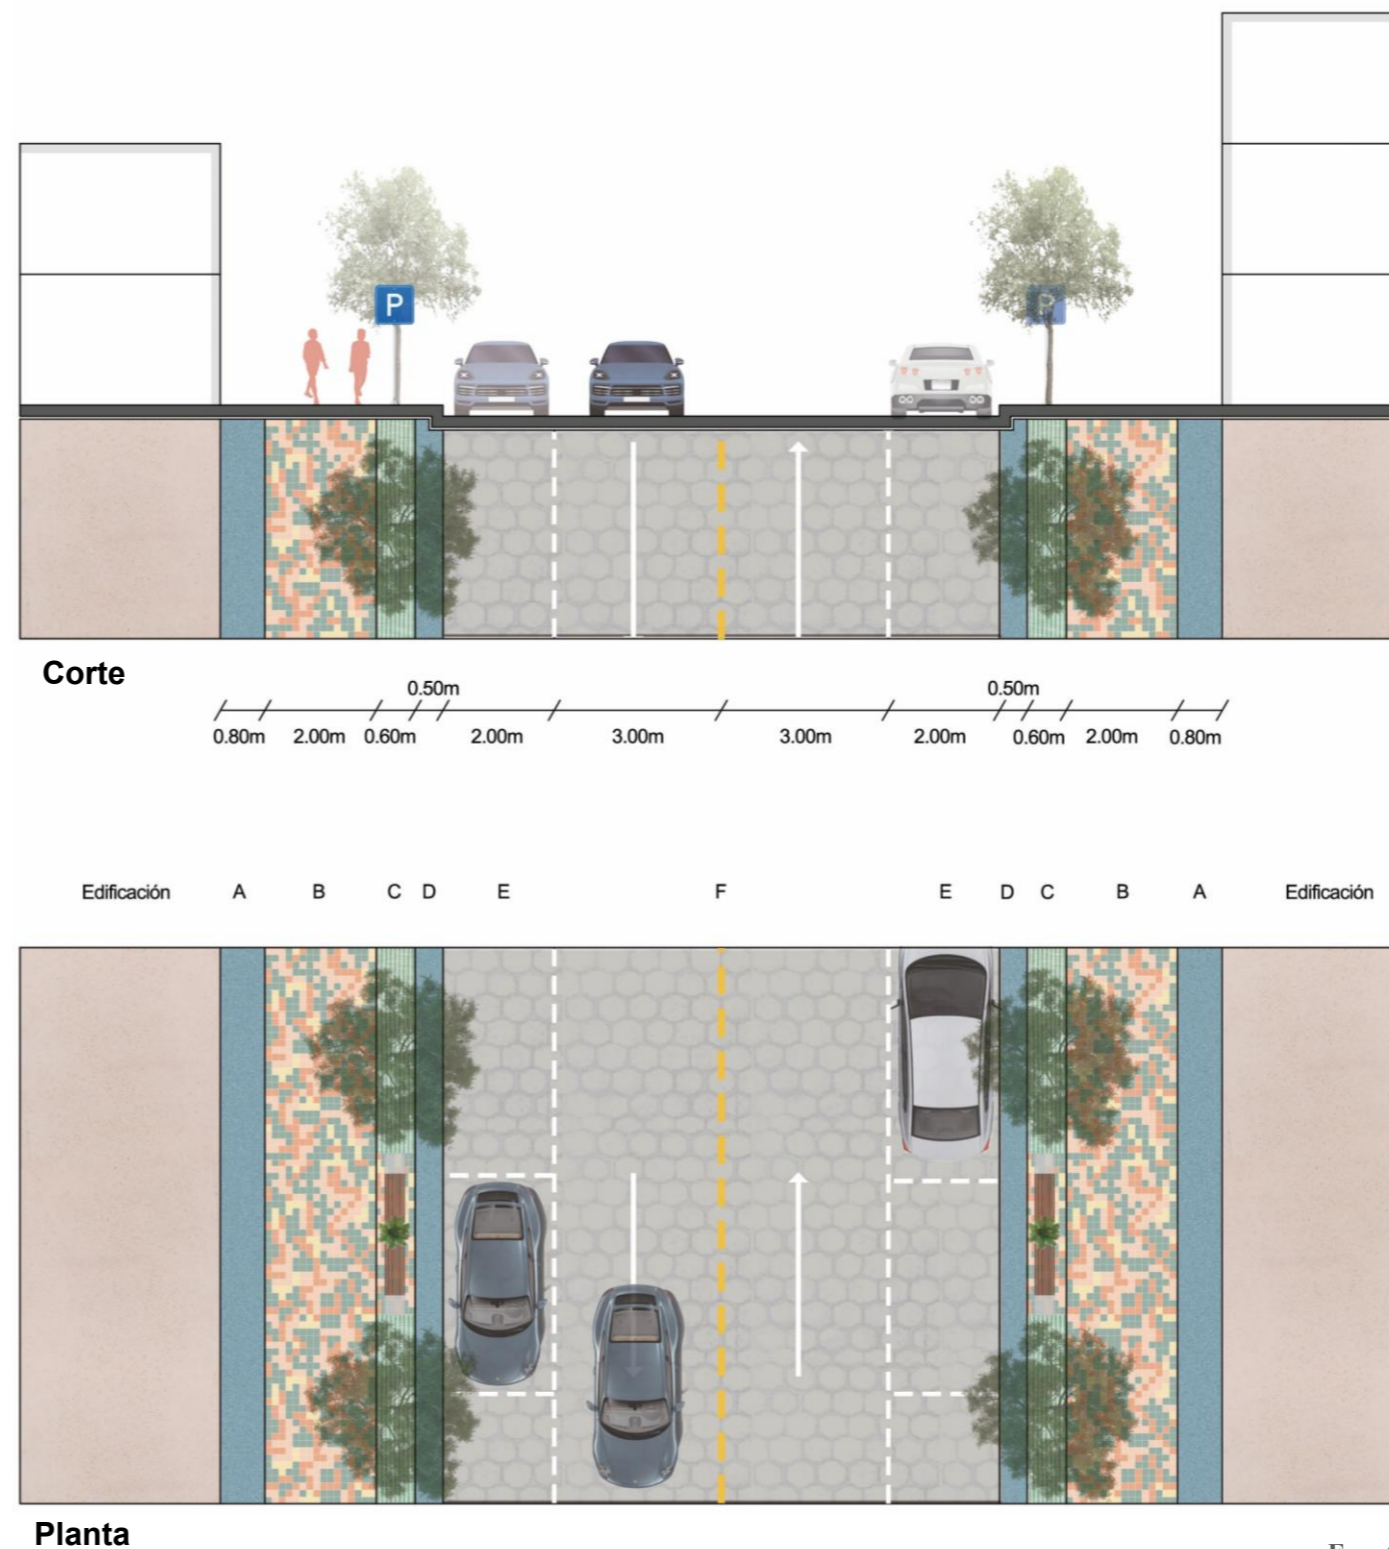 P
P
Corte
0.50m 0.50m
0.80m 2.00m 0.60m 2.00m 3.00m 3.00m 2.00m 0.60m 2.00m 0.80m
Edificación A B C D E F E D C B A Edificación
Planta